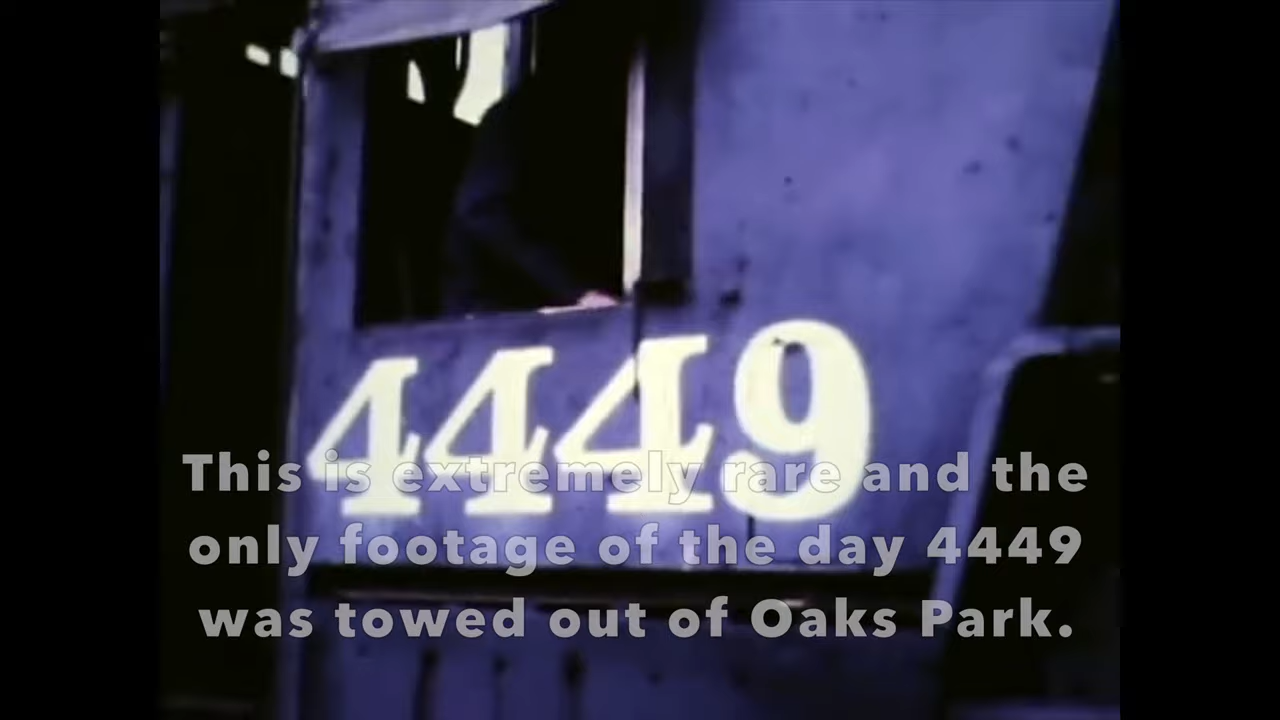 4449
This is extremely rare and the
only footage of the day 4449
was towed out of Oaks Park.